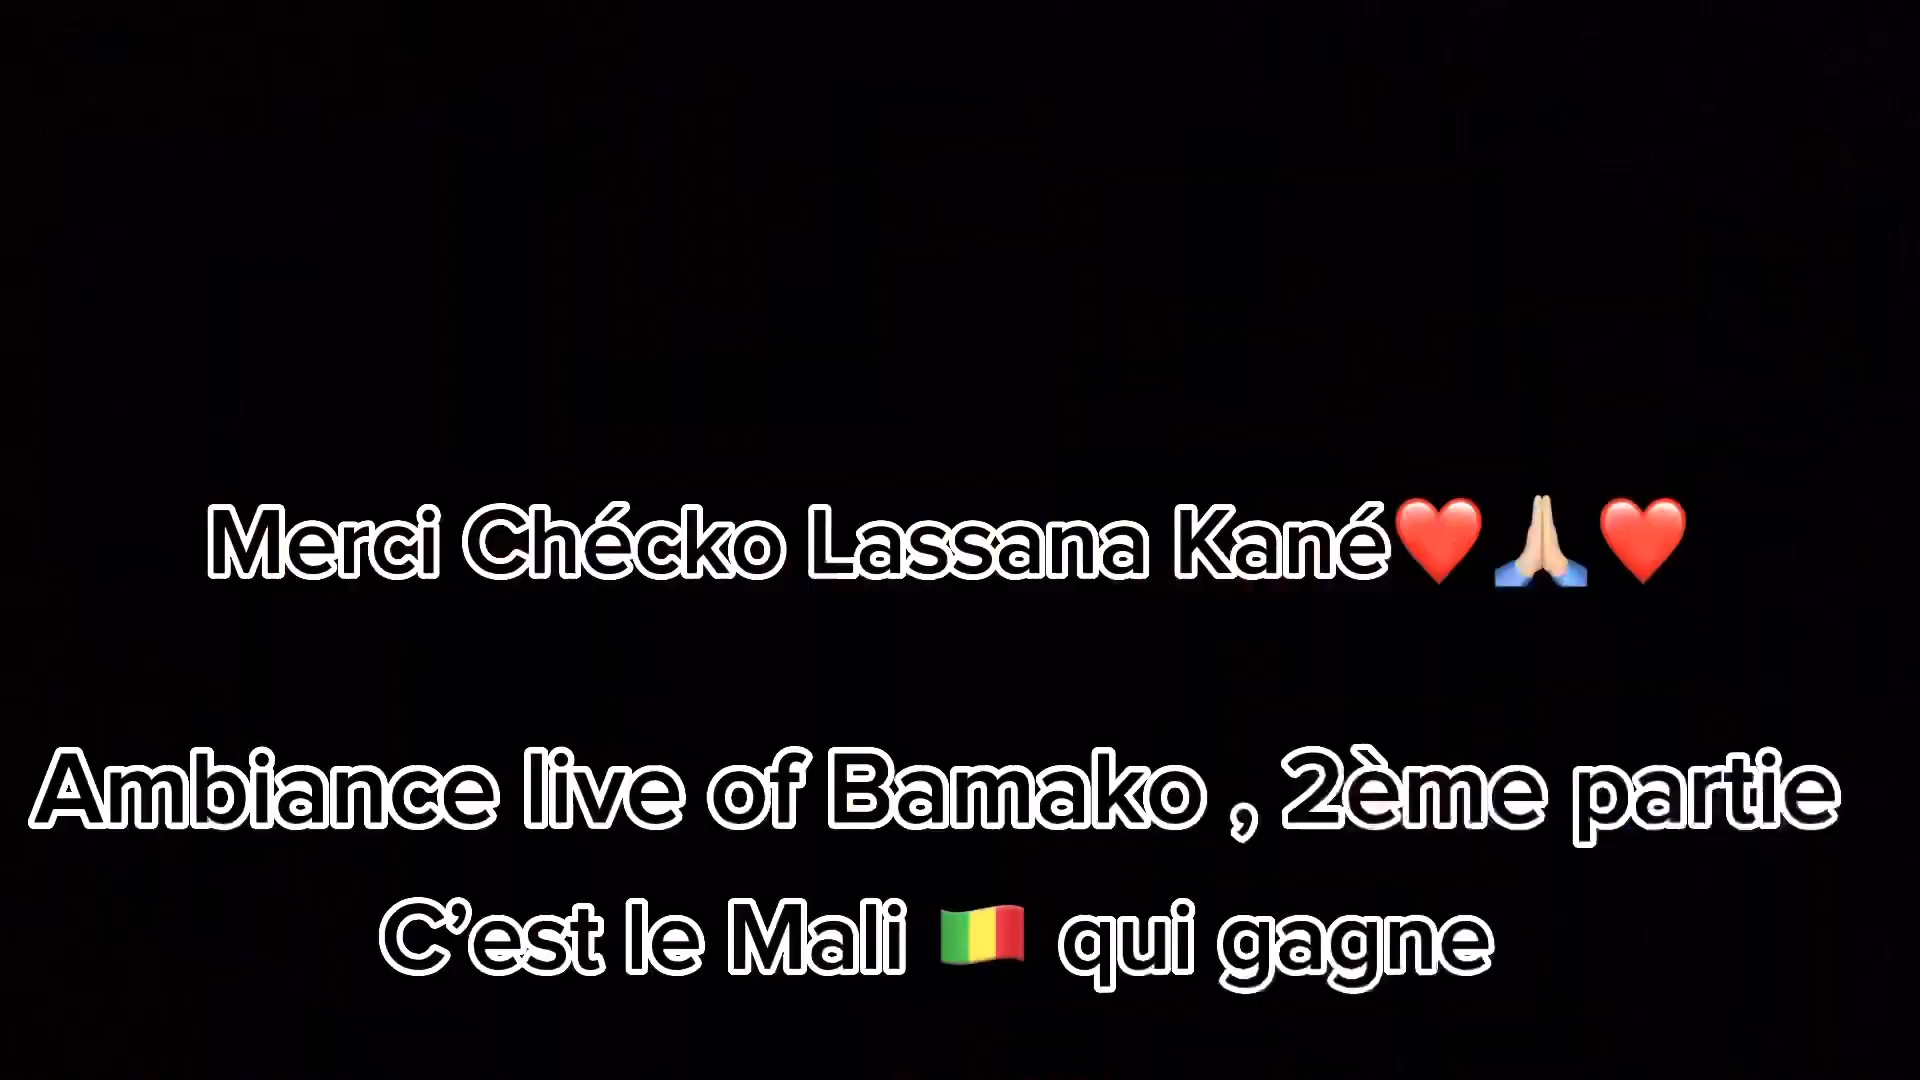 Merci Chécko Lassana Kané❤️🙏🏼❤️
Ambiance live of Bamako , 2ème partie
C’est le Mali 🇲🇱 qui gagne